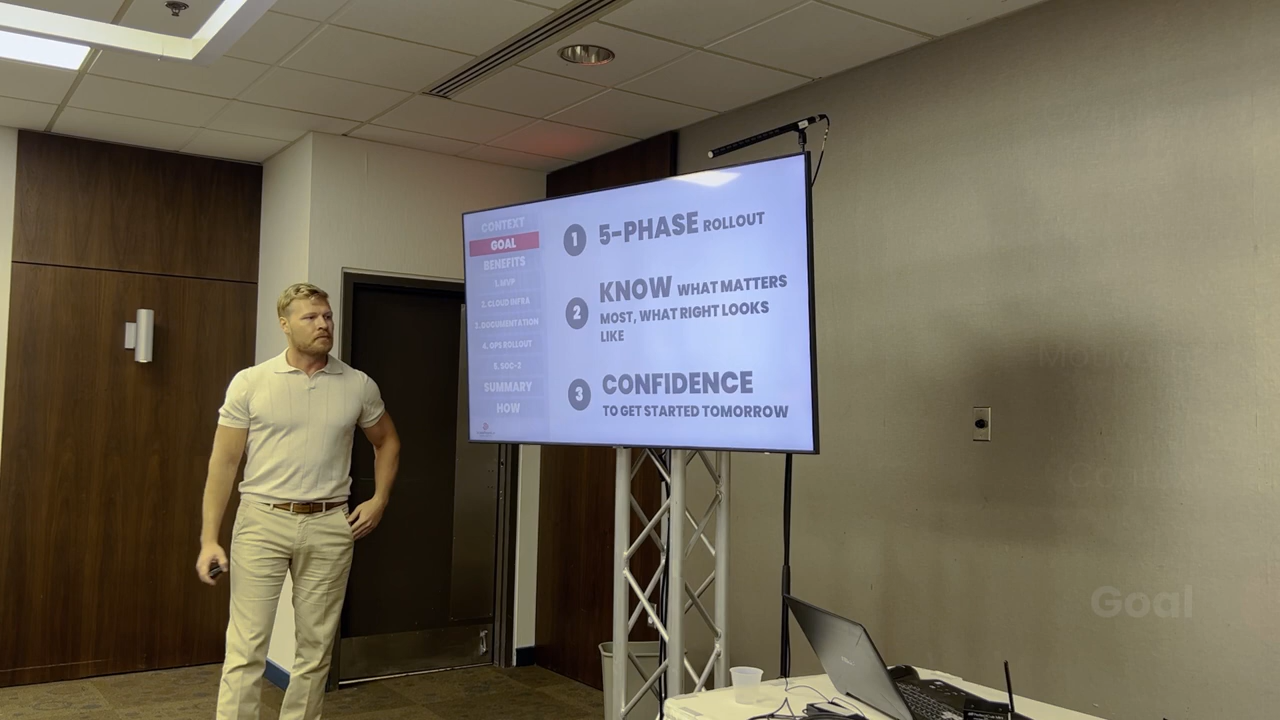 CONTEXT
GOAL
BENEFITS
1. MVP
2. CLOUD INFRA
3. DOCUMENTATION
4. OPS ROLLOUT
5. SOC-2
SUMMARY
HOW
1 5-PHASE ROLLOUT
2 KNOW WHAT MATTERS
MOST, WHAT RIGHT LOOKS
LIKE
3 CONFIDENCE
TO GET STARTED TOMORROW
Goal